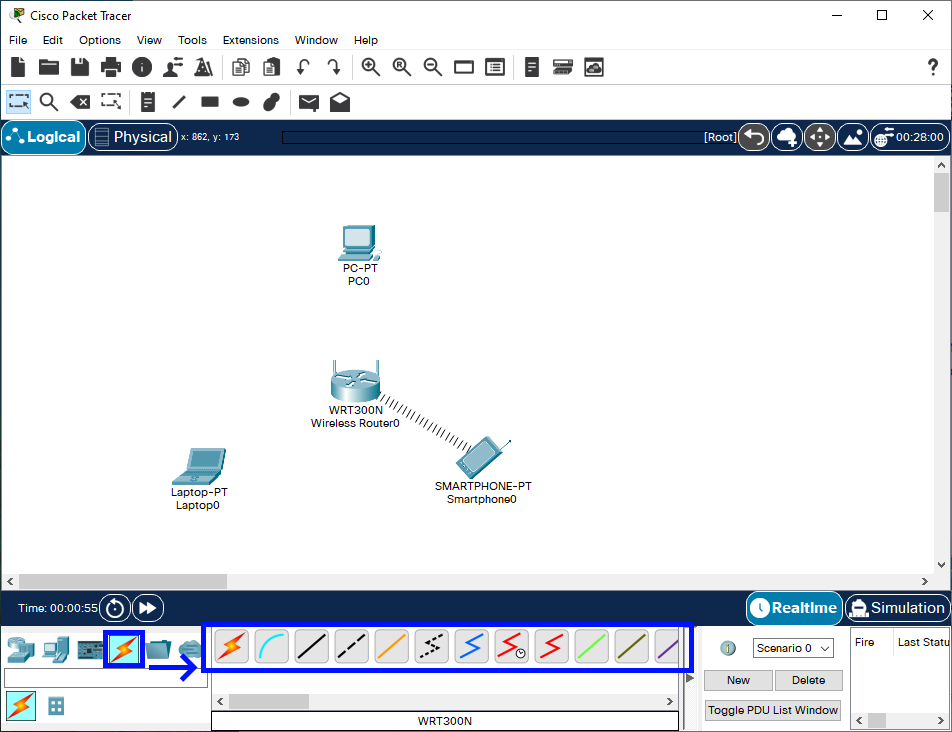 Cisco Packet Tracer
File Edit Options View Tools Extensions Window Help
R
?
Logical Physical x: 862, y: 173 [Root] 00:28:00
PC-PT
PC0
WRT300N
Wireless Router0
Laptop-PT
Laptop0
SMARTPHONE-PT
Smartphone0
Time: 00:00:55 Realtime Simulation
Scenario 0 Fire Last Statu
New Delete
Toggle PDU List Window
WRT300N